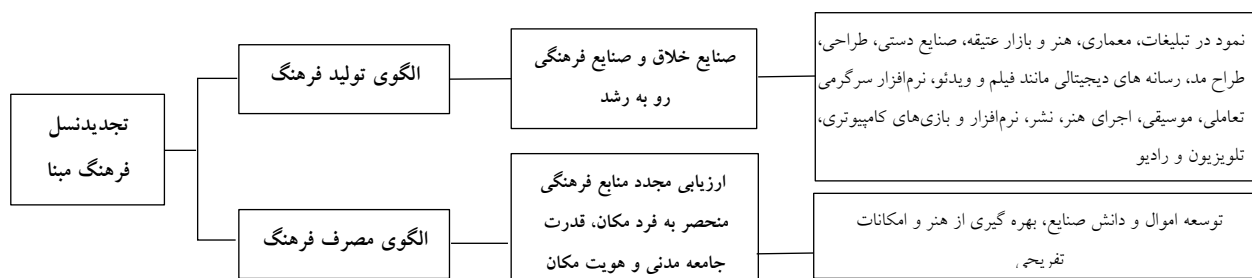 تجدیدنسل
فرهنگ مبنا
الگوی تولید فرهنگ
صنایع خلاق و صنایع فرهنگی
رو به رشد
نمود در تبلیغات، معماری، هنر و بازار عتیقه، صنایع دستی، طراحی،
طراح مد، رسانه های دیجیتالی مانند فیلم و ویدئو، نرم‌افزار سرگرمی
تعاملی، موسیقی، اجرای هنر، نشر، نرم‌افزار و بازی‌های کامپیوتری،
تلویزیون و رادیو
الگوی مصرف فرهنگ
ارزیابی مجدد منابع فرهنگی
منحصر به فرد مکان، قدرت
جامعه مدنی و هویت مکان
توسعه اموال و دانش صنایع، بهره گیری از هنر و امکانات
تفریحی